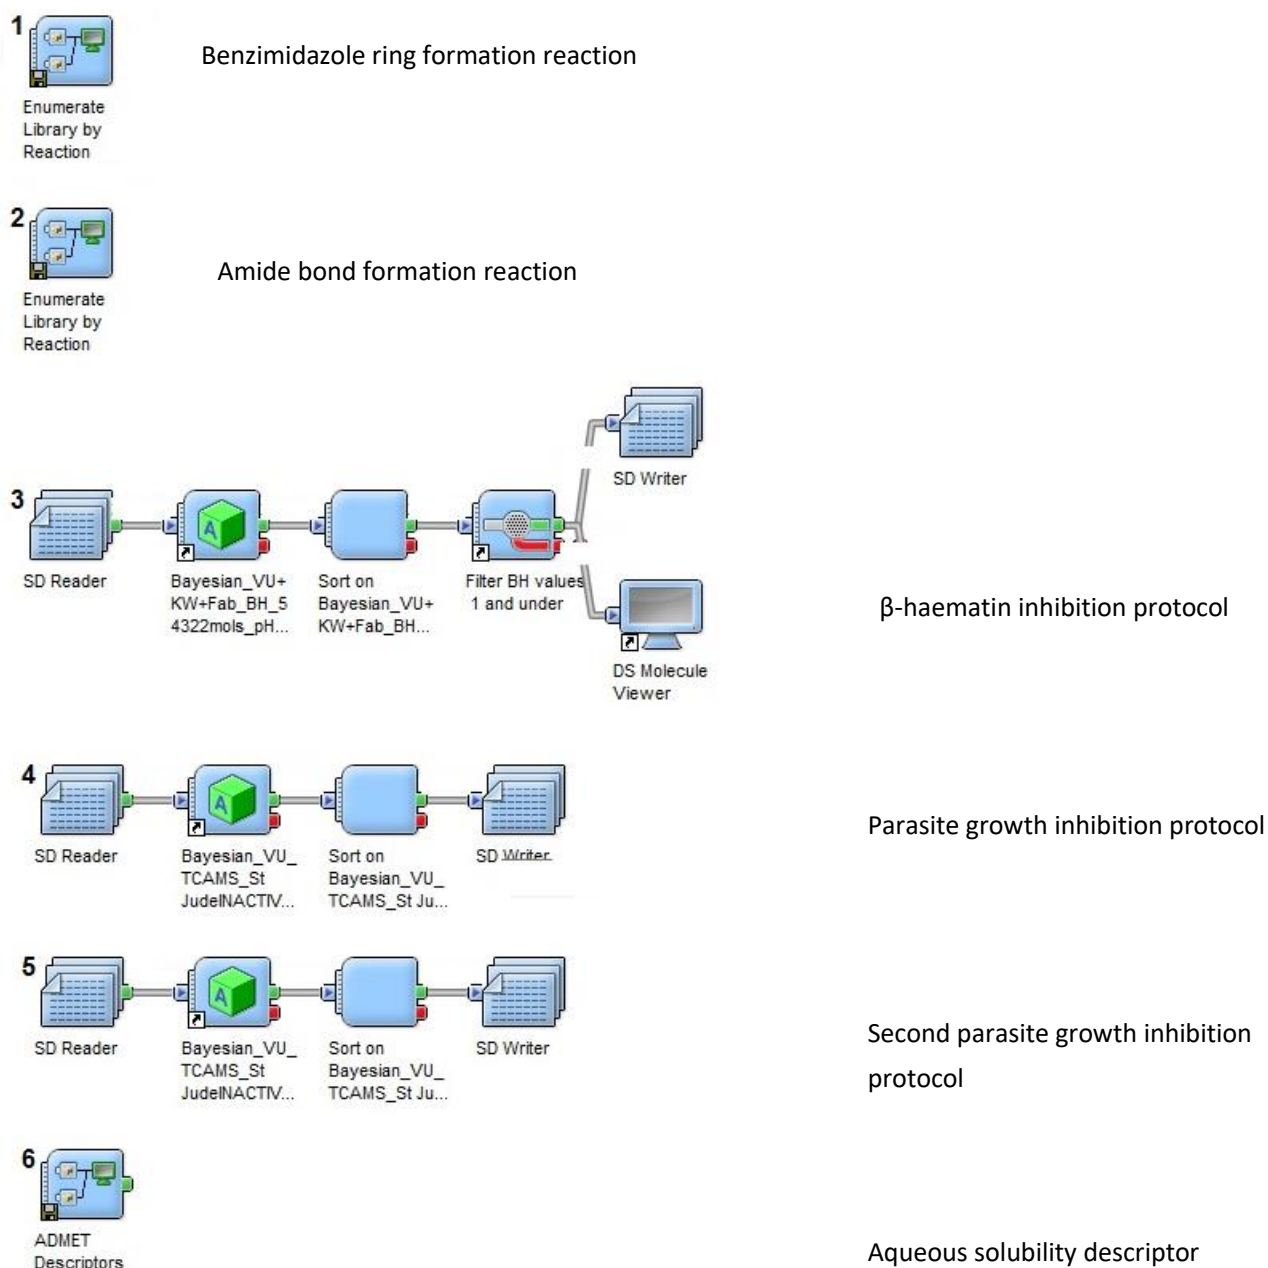 1
Benzimidazole ring formation reaction
Enumerate
Library by
Reaction
2
Amide bond formation reaction
Enumerate
Library by
Reaction
SD Writer
3
SD Reader
Bayesian_VU+
KW+Fab_BH_5
4322mols_pH...
Sort on
Bayesian_VU+
KW+Fab_BH...
Filter BH values
1 and under
β-haematin inhibition protocol
DS Molecule
Viewer
4
Parasite growth inhibition protocol
SD Reader
Bayesian_VU_
TCAMS_St
JudeINACTIV...
Sort on
Bayesian_VU_
TCAMS_St Ju...
SD Writer
5
SD Reader
Bayesian_VU_
TCAMS_St
JudeINACTIV...
Sort on
Bayesian_VU_
TCAMS_St Ju...
SD Writer
Second parasite growth inhibition
protocol
6
ADMET
Descriptors
Aqueous solubility descriptor